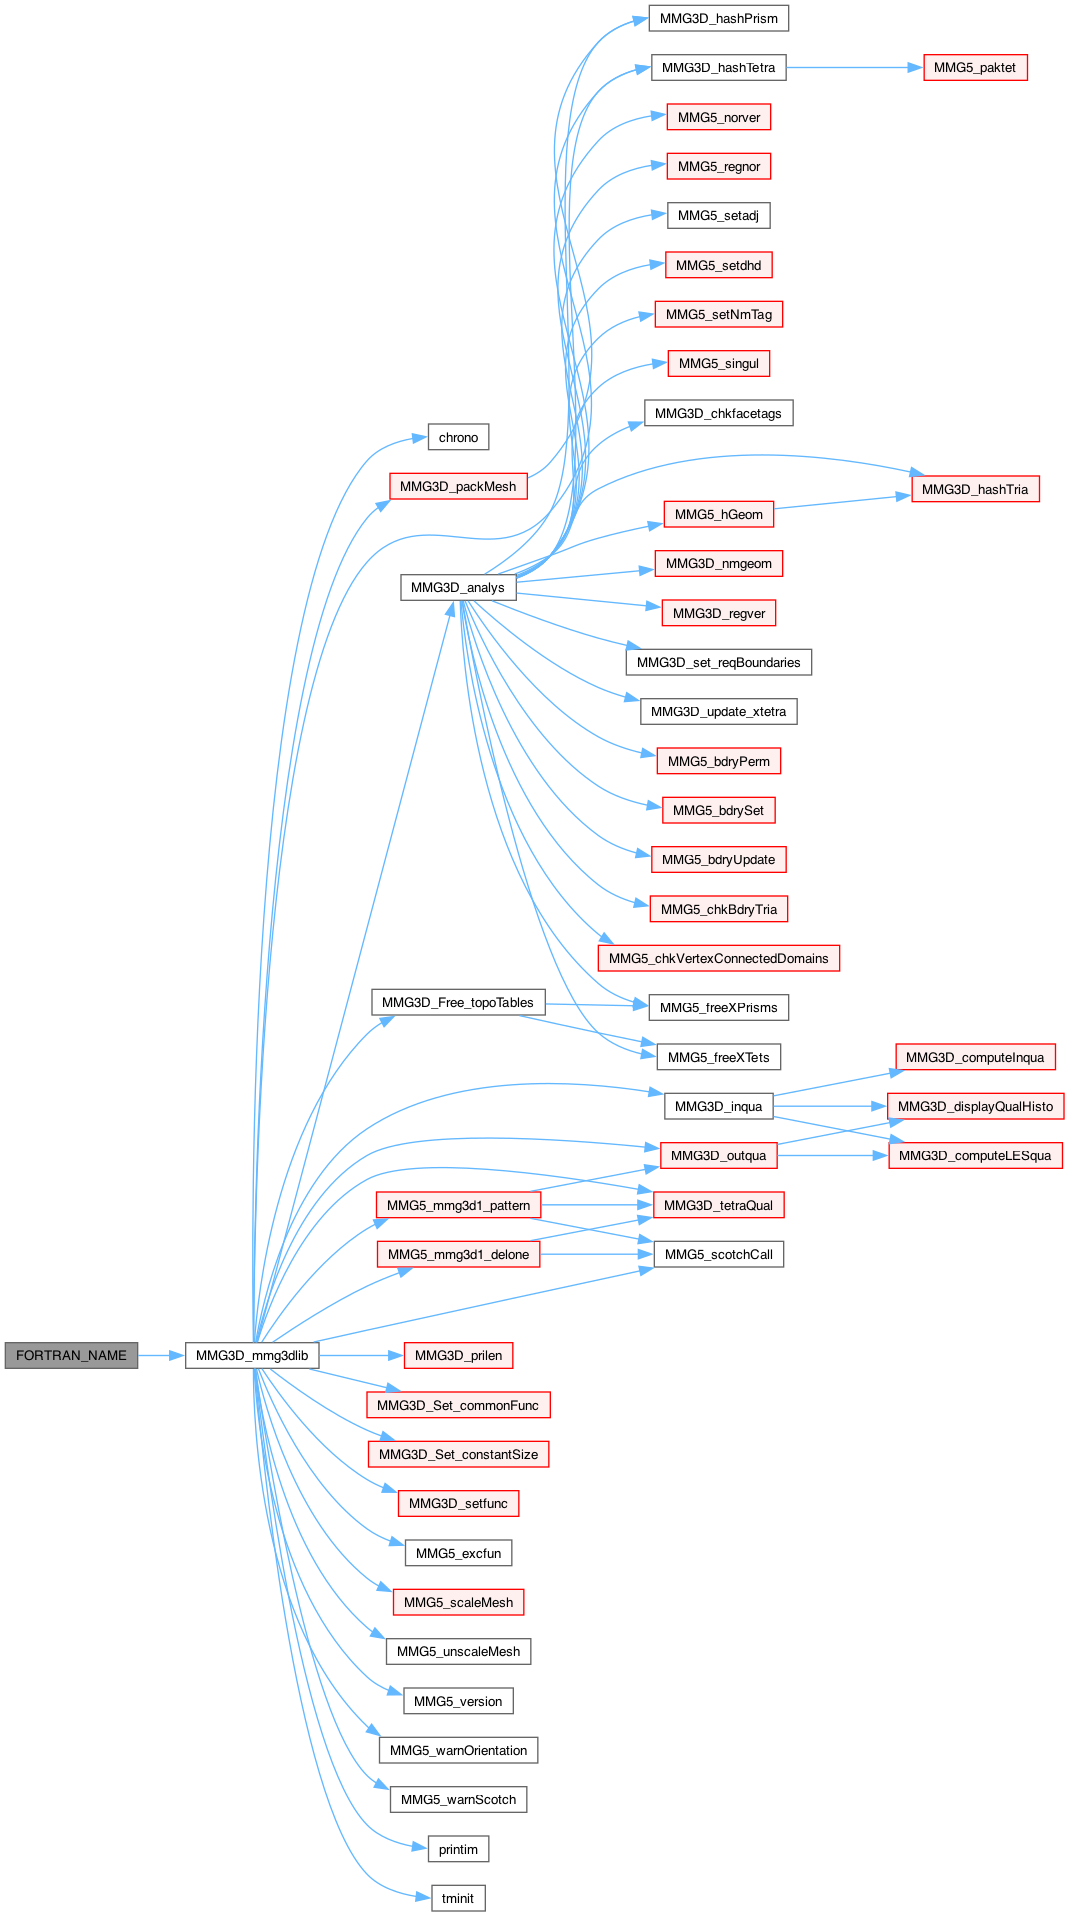 MMG3D_hashPrism
MMG3D_hashTetra
MMG5_paktet
MMG5_norver
MMG5_regnor
MMG5_setadj
MMG5_setdhd
MMG5_setNmTag
MMG5_singul
MMG3D_chkfacetags
chrono
MMG3D_packMesh
MMG3D_hashTria
MMG5_hGeom
MMG3D_nmgeom
MMG3D_analys
MMG3D_regver
MMG3D_set_reqBoundaries
MMG3D_update_xtetra
MMG5_bdryPerm
MMG5_bdrySet
MMG5_bdryUpdate
MMG5_chkBdryTria
MMG5_chkVertexConnectedDomains
MMG3D_Free_topoTables
MMG5_freeXPrisms
MMG5_freeXTets
MMG3D_computeInqua
MMG3D_inqua
MMG3D_displayQualHisto
MMG3D_outqua
MMG3D_computeLESqua
MMG5_mmg3d1_pattern
MMG3D_tetraQual
MMG5_mmg3d1_delone
MMG5_scotchCall
FORTRAN_NAME
MMG3D_mmg3dlib
MMG3D_prilen
MMG3D_Set_commonFunc
MMG3D_Set_constantSize
MMG3D_setfunc
MMG5_excfun
MMG5_scaleMesh
MMG5_unscaleMesh
MMG5_version
MMG5_warnOrientation
MMG5_warnScotch
printim
tminit